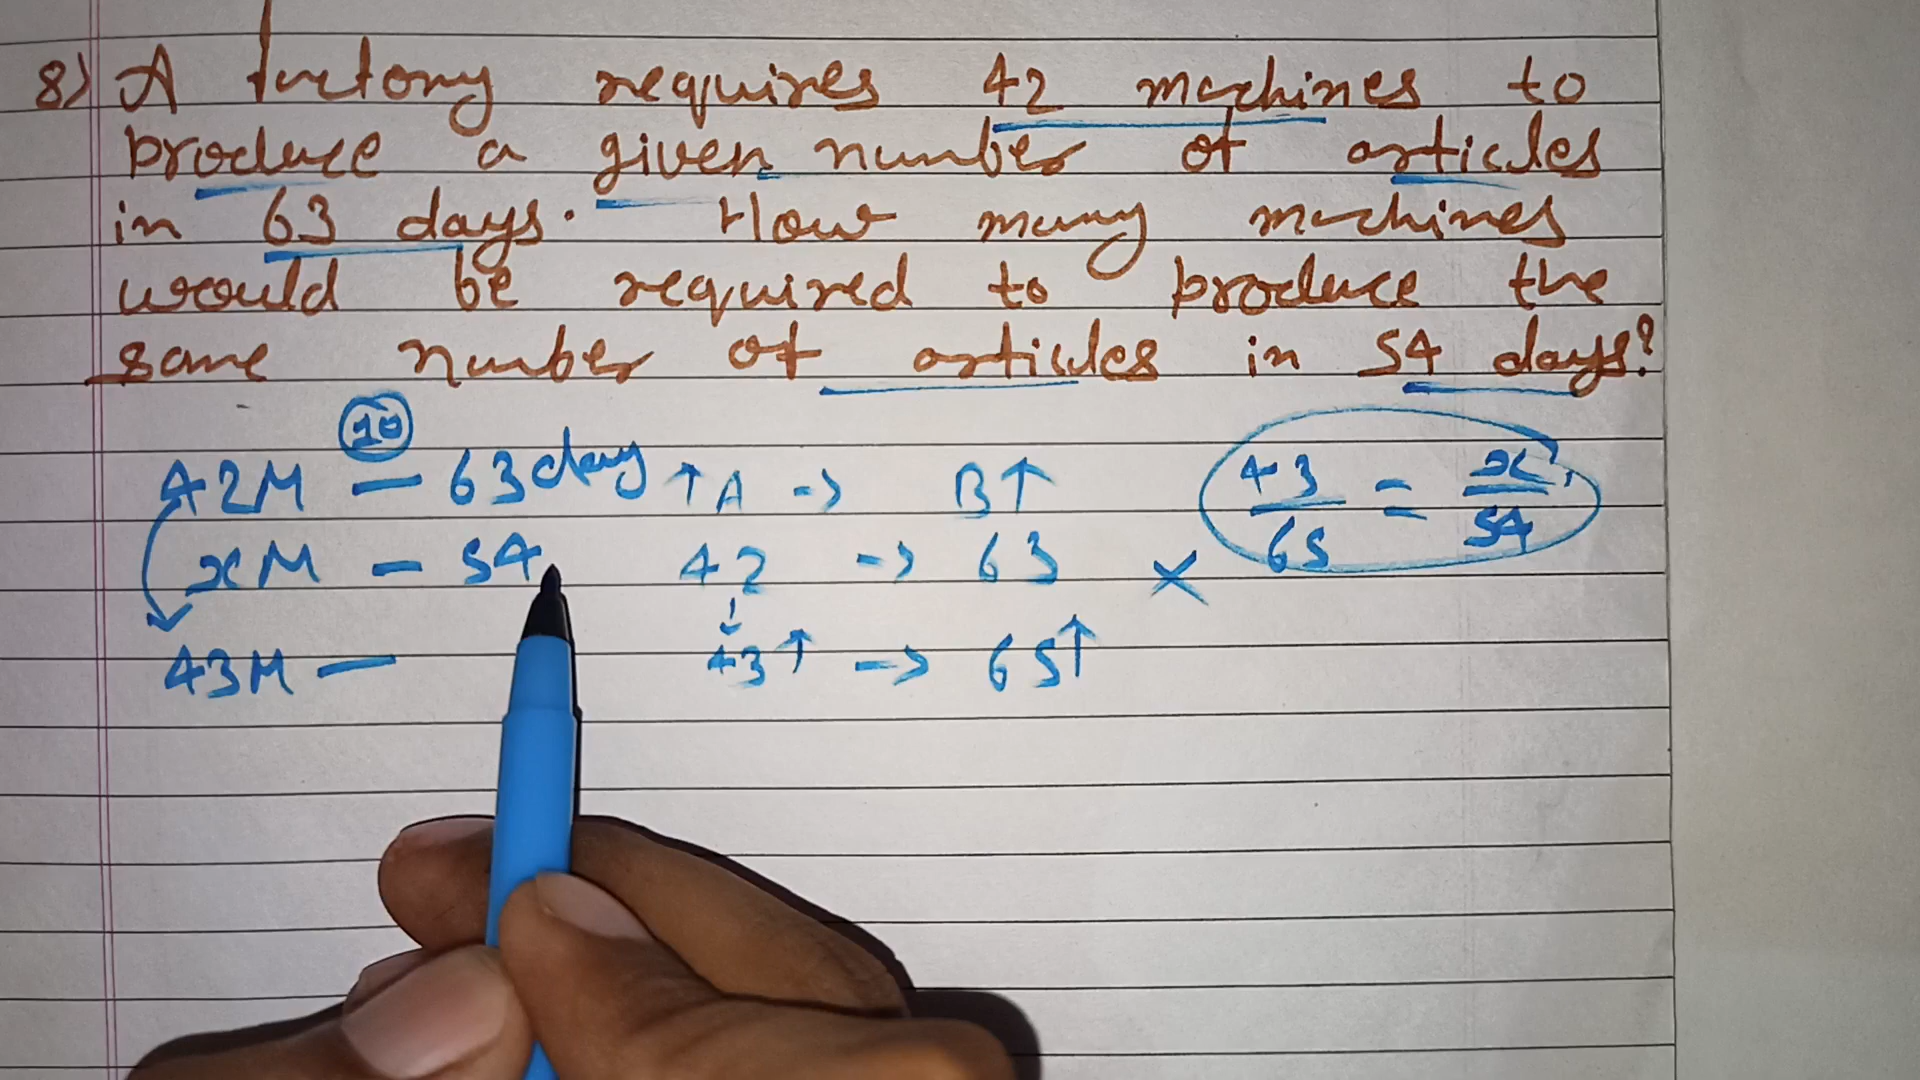 8) A factory requires 42 machines to
produce a given number of articles
in 63 days. How many machines
would be required to produce the
same number of articles in 54 days?
10
42M — 63 day ↑A -> B↑
xM — 54 42 -> 63 ×
43M — 43↑ -> 65↑
43/65 = x/54